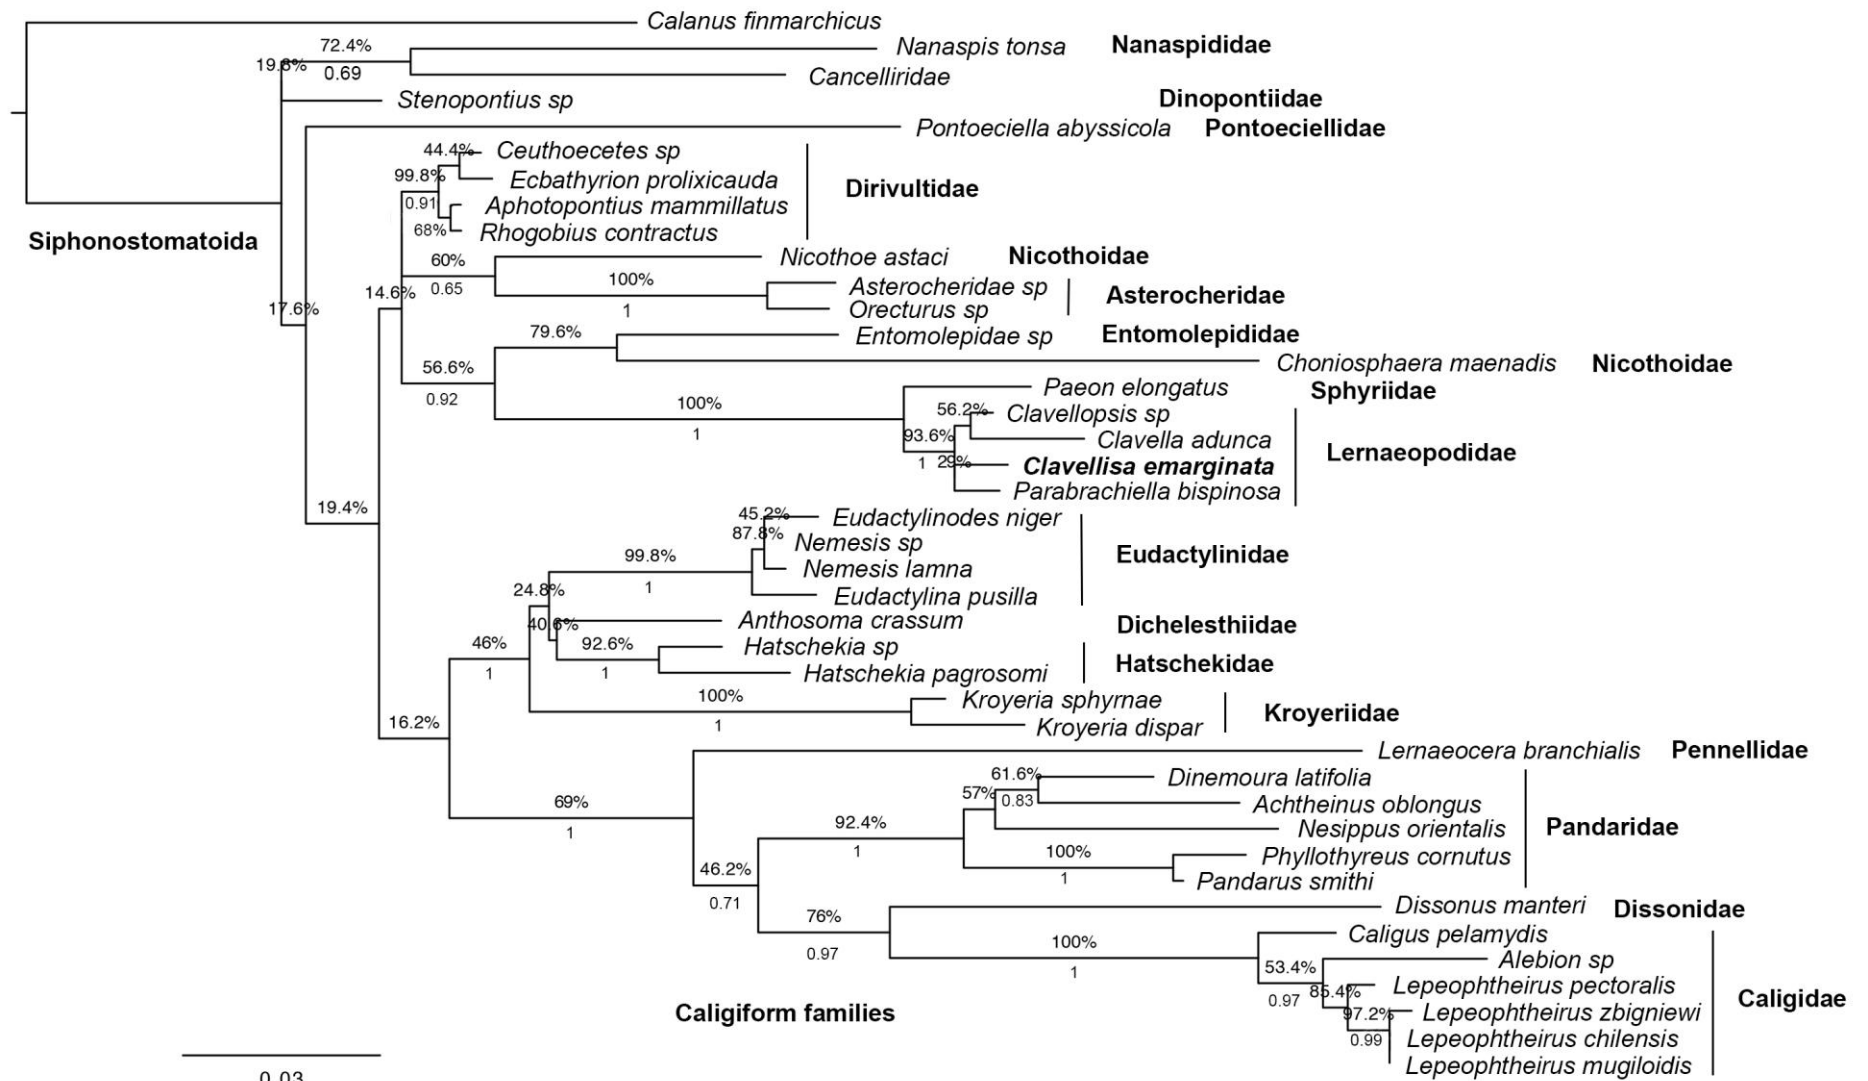 Calanus finmarchicus
72.4%
Nanaspis tonsa Nanaspididae
19.8%
0.69
Cancelliridae
Stenopontius sp Dinopontiidae
Pontoeciella abyssicola Pontoeciellidae
44.4%
Ceuthoecetes sp
99.8%
Ecbathyrion prolixicauda
Dirivultidae
0.91
Aphotopontius mammillatus
68%
Rhogobius contractus
Siphonostomatoida
60%
Nicothoe astaci Nicothoidae
0.65
100%
Asterocheridae sp
14.6%
Asterocheridae
17.6%
1
Orecturus sp
79.6%
Entomolepidae sp Entomolepididae
56.6%
Choniosphaera maenadis Nicothoidae
0.92
Paeon elongatus Sphyriidae
100%
56.2%
Clavellopsis sp
1
93.6%
Clavella adunca
Lernaeopodidae
1
29%
Clavellisa emarginata
Parabrachiella bispinosa
19.4%
45.2%
Eudactylinodes niger
87.8%
Nemesis sp
99.8%
Eudactylinidae
1
Nemesis lamna
24.8%
Eudactylina pusilla
40.6%
Anthosoma crassum Dichelesthiidae
46%
92.6%
Hatschekia sp
1
1
Hatschekidae
Hatschekia pagrosomi
100%
Kroyeria sphyrnae
16.2%
1
Kroyeriidae
Kroyeria dispar
Lernaeocera branchialis Pennellidae
61.6%
Dinemoura latifolia
57%
0.83
Achtheinus oblongus
69%
1
92.4%
Nesippus orientalis Pandaridae
1
100%
Phyllothyreus cornutus
46.2%
1
Pandarus smithi
0.71
76%
Dissonus manteri Dissonidae
0.97
100%
Caligus pelamydis
1
53.4%
Alebion sp
0.97
85.4%
Lepeophtheirus pectoralis
Caligidae
Caligiform families
97.2%
Lepeophtheirus zbigniewi
0.99
Lepeophtheirus chilensis
Lepeophtheirus mugiloidis
0.03